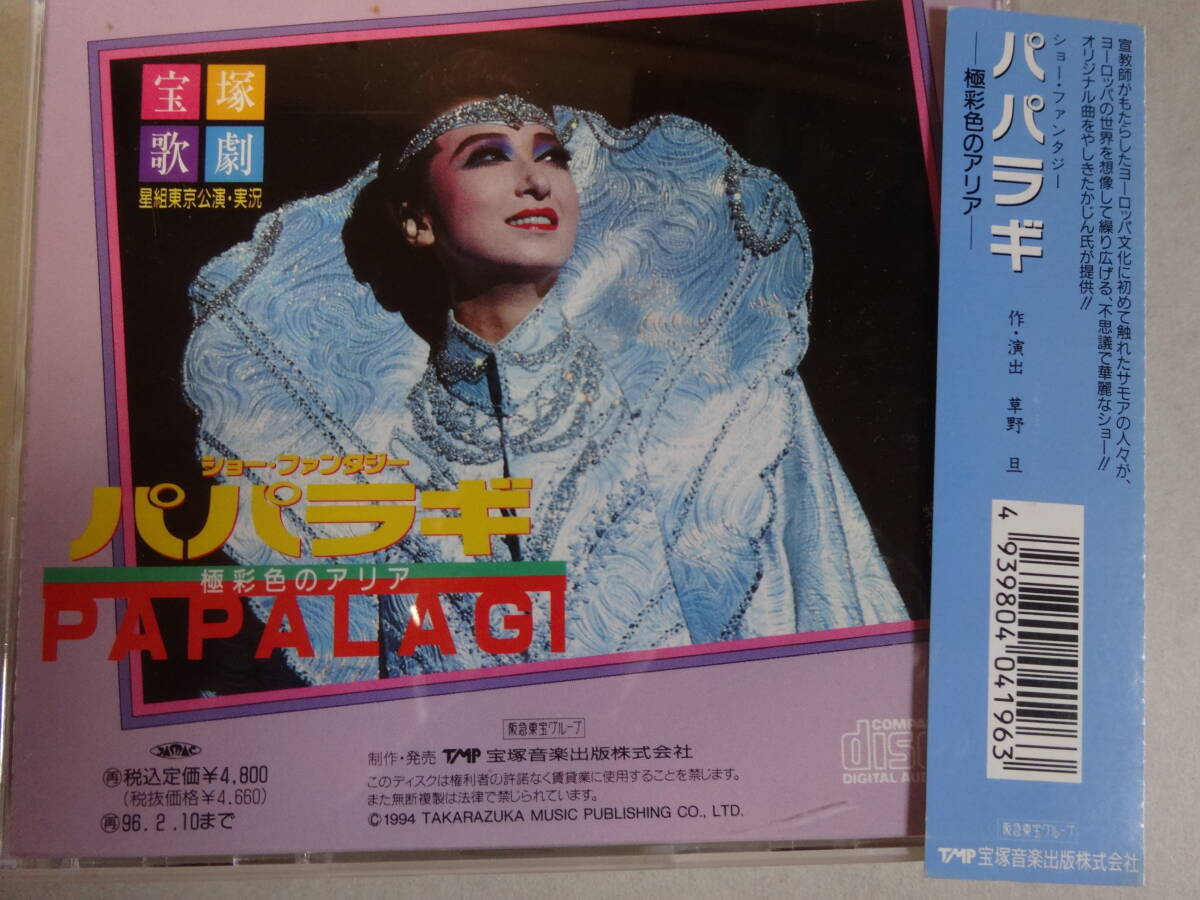 宝塚
歌劇
星組東京公演・実況
ショー・ファンタジー
パパラギ
極彩色のアリア
PAPALAGI
阪急東宝グループ
JASRAC
制作・発売 TMP 宝塚音楽出版株式会社
再税込定価¥4,800
(税抜価格¥4,660)
再96.2.10まで
このディスクは権利者の許諾なく賃貸業に使用することを禁じます。
また無断複製は法律で禁じられています。
©1994 TAKARAZUKA MUSIC PUBLISHING CO., LTD.
COMPA
disc
DIGITAL AU
宣教師がもたらしたヨーロッパ文化に初めて触れたサモアの人々が、
ヨーロッパの世界を想像して繰り広げる、不思議で華麗なショー!!
オリジナル曲をやしきたかじん氏が提供!!
ショー・ファンタジー
パパラギ
―極彩色のアリア―
作・演出 草野 旦
4 939804 041963
阪急東宝グループ
TMP 宝塚音楽出版株式会社